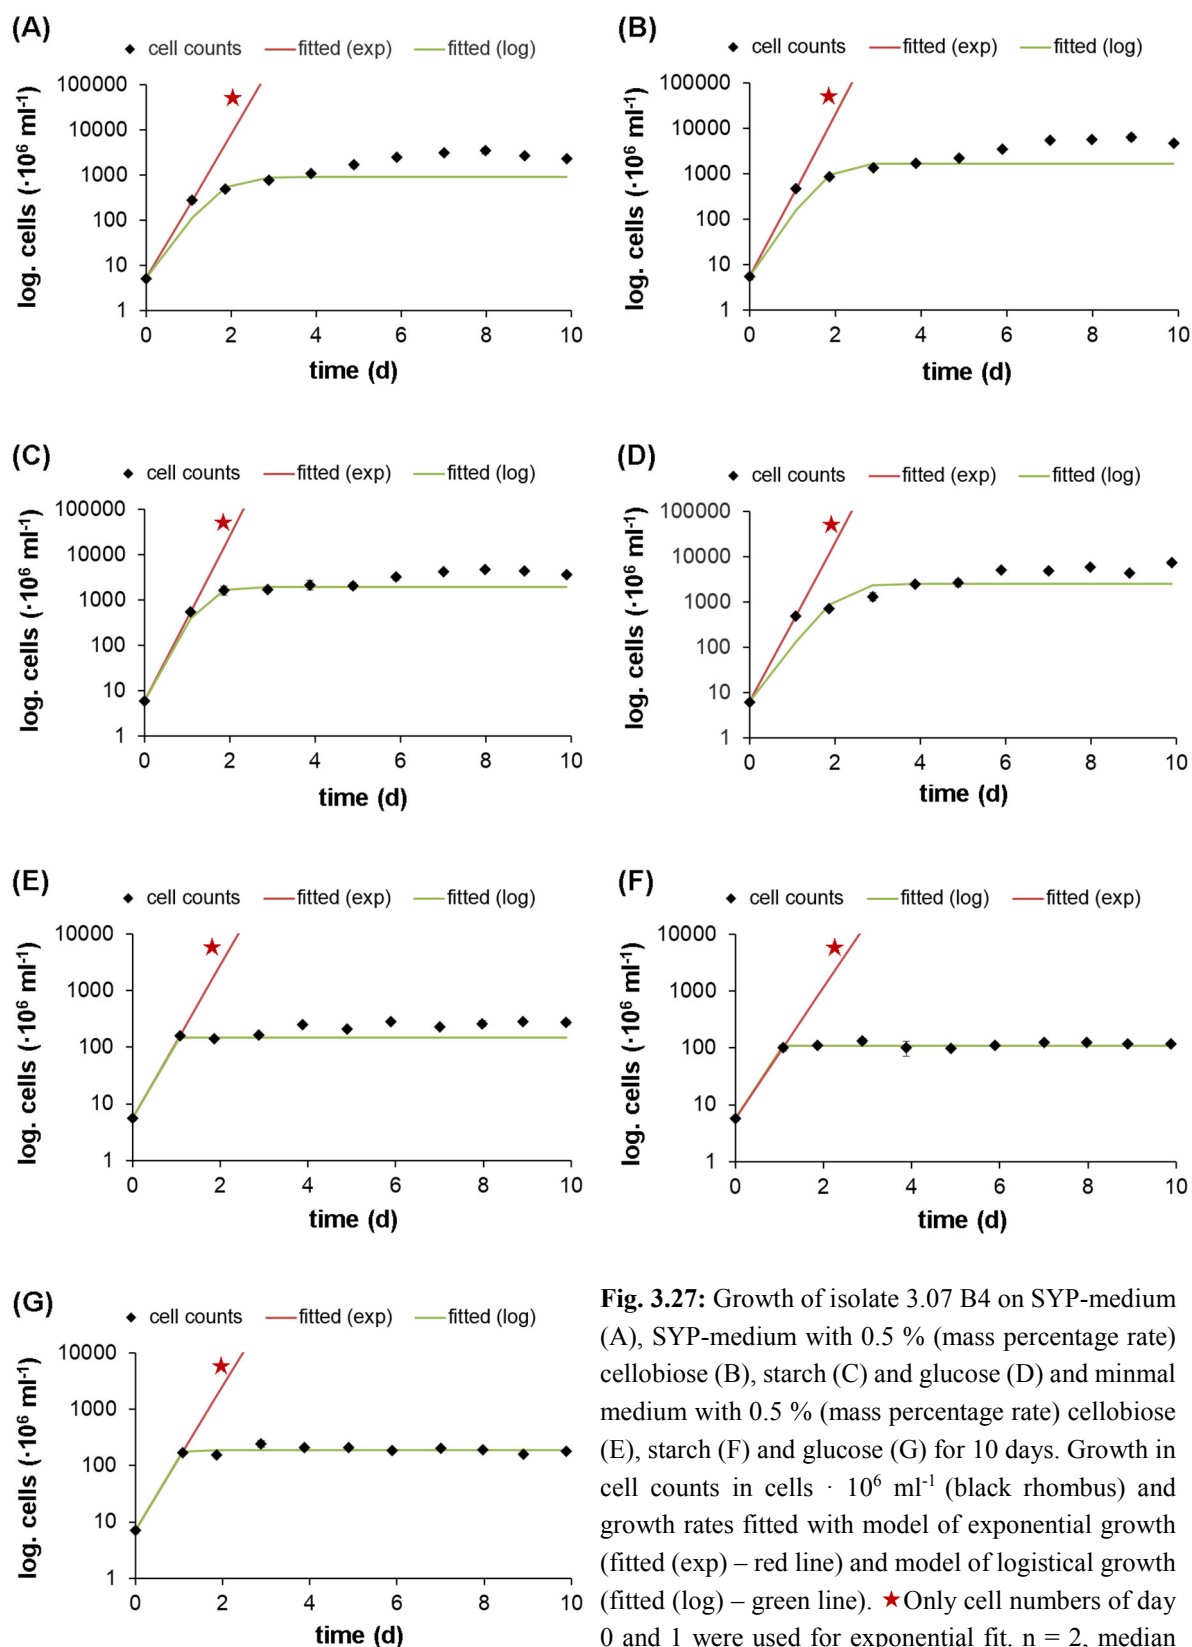 (A)
cell counts fitted (exp) fitted (log)
100000
10000
1000
100
10
1
log. cells (·10⁶ ml⁻¹)
0 2 4 6 8 10
time (d)
(B)
cell counts fitted (exp) fitted (log)
100000
10000
1000
100
10
1
log. cells (·10⁶ ml⁻¹)
0 2 4 6 8 10
time (d)
(C)
cell counts fitted (exp) fitted (log)
100000
10000
1000
100
10
1
log. cells (·10⁶ ml⁻¹)
0 2 4 6 8 10
time (d)
(D)
cell counts fitted (exp) fitted (log)
100000
10000
1000
100
10
1
log. cells (·10⁶ ml⁻¹)
0 2 4 6 8 10
time (d)
(E)
cell counts fitted (exp) fitted (log)
10000
1000
100
10
1
log. cells (·10⁶ ml⁻¹)
0 2 4 6 8 10
time (d)
(F)
cell counts fitted (log) fitted (exp)
10000
1000
100
10
1
log. cells (·10⁶ ml⁻¹)
0 2 4 6 8 10
time (d)
(G)
cell counts fitted (exp) fitted (log)
10000
1000
100
10
1
log. cells (·10⁶ ml⁻¹)
0 2 4 6 8 10
time (d)
Fig. 3.27: Growth of isolate 3.07 B4 on SYP-medium
(A), SYP-medium with 0.5 % (mass percentage rate)
cellobiose (B), starch (C) and glucose (D) and minmal
medium with 0.5 % (mass percentage rate) cellobiose
(E), starch (F) and glucose (G) for 10 days. Growth in
cell counts in cells · 10⁶ ml⁻¹ (black rhombus) and
growth rates fitted with model of exponential growth
(fitted (exp) – red line) and model of logistical growth
(fitted (log) – green line). ★Only cell numbers of day
0 and 1 were used for exponential fit. n = 2, median